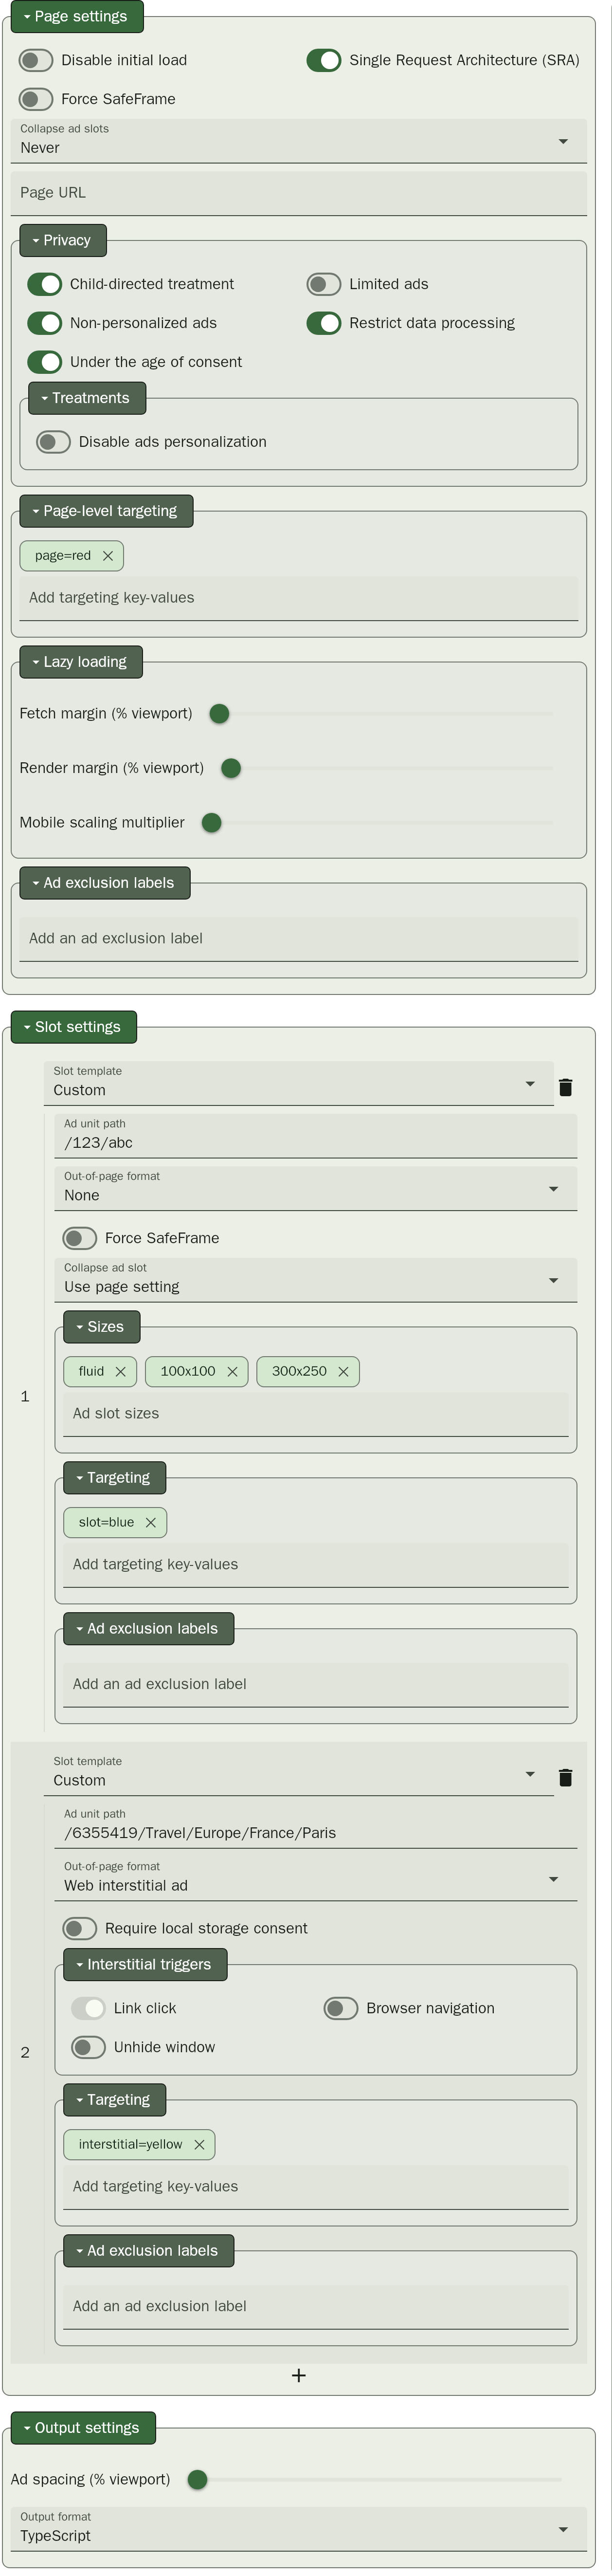 Page settings
Disable initial load
Single Request Architecture (SRA)
Force SafeFrame
Collapse ad slots
Never
Page URL
Privacy
Child-directed treatment
Limited ads
Non-personalized ads
Restrict data processing
Under the age of consent
Treatments
Disable ads personalization
Page-level targeting
page=red
Add targeting key-values
Lazy loading
Fetch margin (% viewport)
Render margin (% viewport)
Mobile scaling multiplier
Ad exclusion labels
Add an ad exclusion label
Slot settings
1
Slot template
Custom
Ad unit path
/123/abc
Out-of-page format
None
Force SafeFrame
Collapse ad slot
Use page setting
Sizes
fluid
100x100
300x250
Ad slot sizes
Targeting
slot=blue
Add targeting key-values
Ad exclusion labels
Add an ad exclusion label
2
Slot template
Custom
Ad unit path
/6355419/Travel/Europe/France/Paris
Out-of-page format
Web interstitial ad
Require local storage consent
Interstitial triggers
Link click
Browser navigation
Unhide window
Targeting
interstitial=yellow
Add targeting key-values
Ad exclusion labels
Add an ad exclusion label
Output settings
Ad spacing (% viewport)
Output format
TypeScript